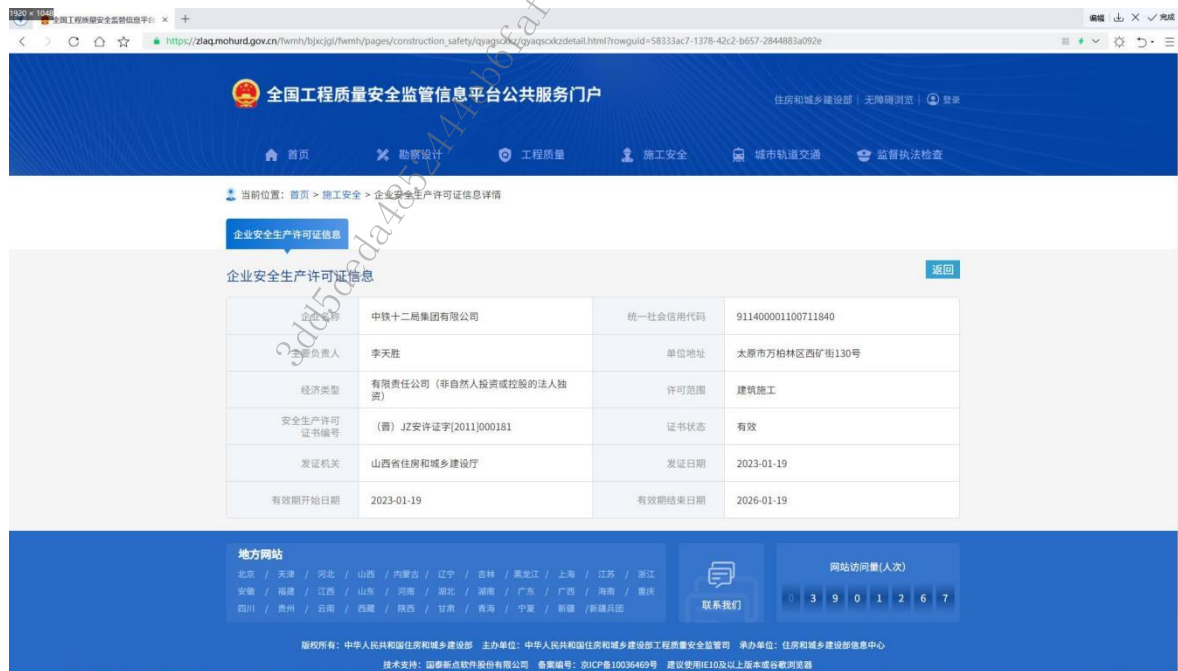 1920 × 1048
全国工程质量安全监管信息平台 × +
编辑 完成
https://zlaq.mohurd.gov.cn/fwmh/bjxcjgl/fwmh/pages/construction_safety/qyaqscxkz/qyaqscxkzdetail.html?rowguid=58333ac7-1378-42c2-b657-2844883a092e
全国工程质量安全监管信息平台公共服务门户
住房和城乡建设部 | 无障碍浏览 | 登录
首页 勘察设计 工程质量 施工安全 城市轨道交通 监督执法检查
当前位置：首页 > 施工安全 > 企业安全生产许可证信息详情
企业安全生产许可证信息
企业安全生产许可证信息
返回
企业名称 中铁十二局集团有限公司 统一社会信用代码 911400001100711840
主要负责人 李天胜 单位地址 太原市万柏林区西矿街130号
经济类型 有限责任公司（非自然人投资或控股的法人独
资） 许可范围 建筑施工
安全生产许可
证书编号 （晋）JZ安许证字[2011]000181 证书状态 有效
发证机关 山西省住房和城乡建设厅 发证日期 2023-01-19
有效期开始日期 2023-01-19 有效期结束日期 2026-01-19
地方网站
北京 / 天津 / 河北 / 山西 / 内蒙古 / 辽宁 / 吉林 / 黑龙江 / 上海 / 江苏 / 浙江
安徽 / 福建 / 江西 / 山东 / 河南 / 湖北 / 湖南 / 广东 / 广西 / 海南 / 重庆
四川 / 贵州 / 云南 / 西藏 / 陕西 / 甘肃 / 青海 / 宁夏 / 新疆 /新疆兵团
联系我们
网站访问量(人次)
0 3 9 0 1 2 6 7
版权所有：中华人民共和国住房和城乡建设部 主办单位：中华人民共和国住房和城乡建设部工程质量安全监管司 承办单位：住房和城乡建设部信息中心
技术支持：国泰新点软件股份有限公司 备案编号：京ICP备10036469号 建议使用IE10及以上版本或谷歌浏览器